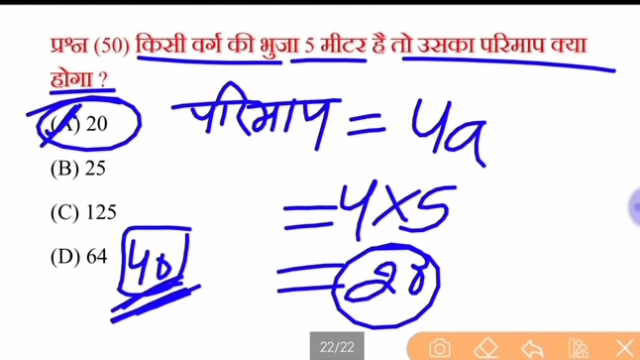 प्रश्न (50) किसी वर्ग की भुजा 5 मीटर है तो उसका परिमाप क्या
होगा ?
(A) 20
परिमाप = 4a
(B) 25
= 4×5
(C) 125
= 20
(D) 64
40
22/22